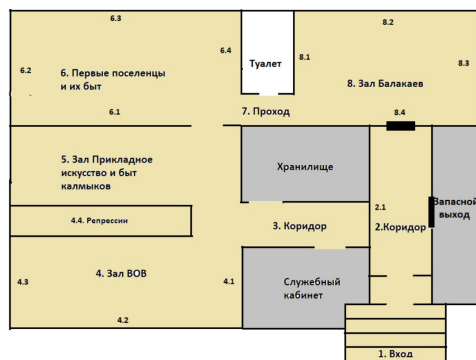 6.3
8.2
6.4
8.1
Туалет
6.2
8.3
6. Первые поселенцы
и их быт
8. Зал Балакаев
6.1
7. Проход
8.4
5. Зал Прикладное
искусство и быт
калмыков
Хранилище
Запасной
выход
2.1
4.4. Репрессии
3. Коридор
2.Коридор
4. Зал ВОВ
4.3
4.1
Служебный
кабинет
4.2
1. Вход